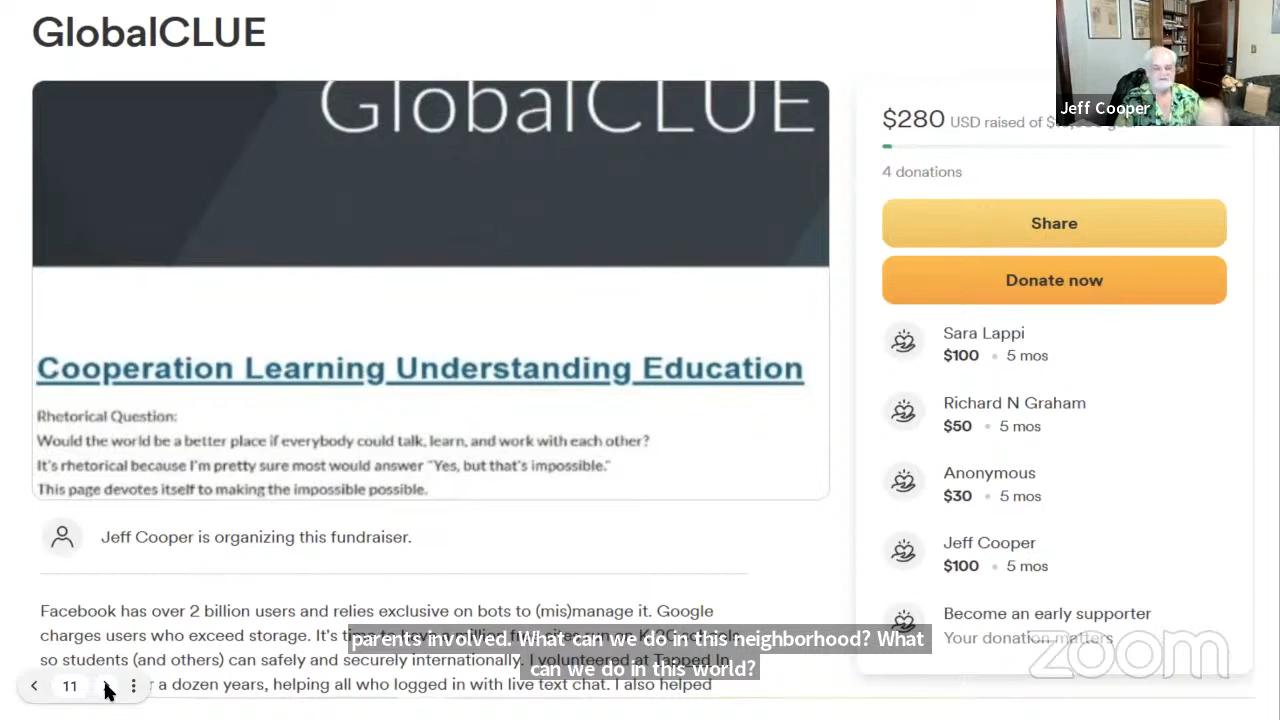 GlobalCLUE
GlobalCLUE
Cooperation Learning Understanding Education
Rhetorical Question:
Would the world be a better place if everybody could talk, learn, and work with each other?
It's rhetorical because I'm pretty sure most would answer "Yes, but that's impossible."
This page devotes itself to making the impossible possible.
Jeff Cooper is organizing this fundraiser.
Facebook has over 2 billion users and relies exclusive on bots to (mis)manage it. Google
charges users who exceed storage. It's
so students (and others) can safely and securely internationally. I volunteered at Tapped In
r a dozen years, helping all who logged in with live text chat. I also helped
Jeff Cooper
$280 USD raised of
4 donations
Share
Donate now
Sara Lappi
$100 • 5 mos
Richard N Graham
$50 • 5 mos
Anonymous
$30 • 5 mos
Jeff Cooper
$100 • 5 mos
Become an early supporter
Your donation matters
parents involved. What can we do in this neighborhood? What
can we do in this world?
zoom
11